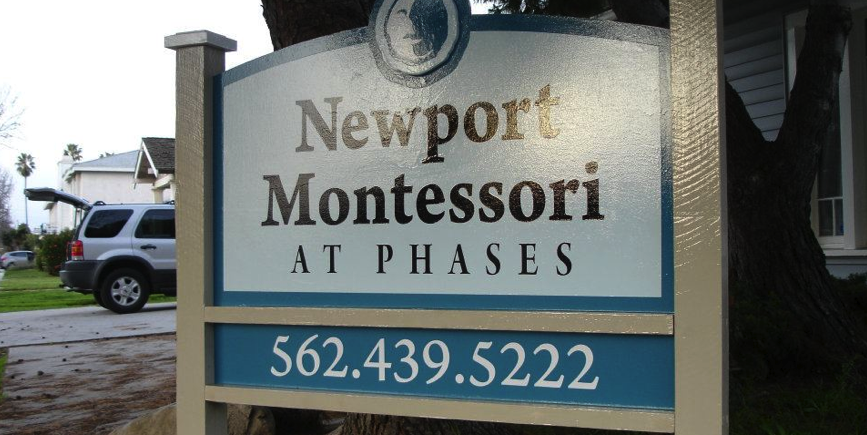 Newport
Montessori
AT PHASES
562.439.5222